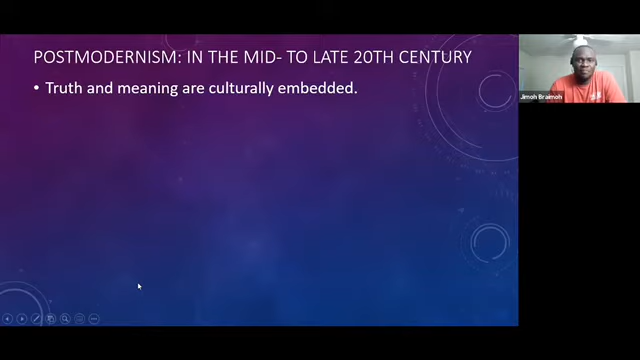 POSTMODERNISM: IN THE MID- TO LATE 20TH CENTURY
• Truth and meaning are culturally embedded.
Jimoh Braimoh